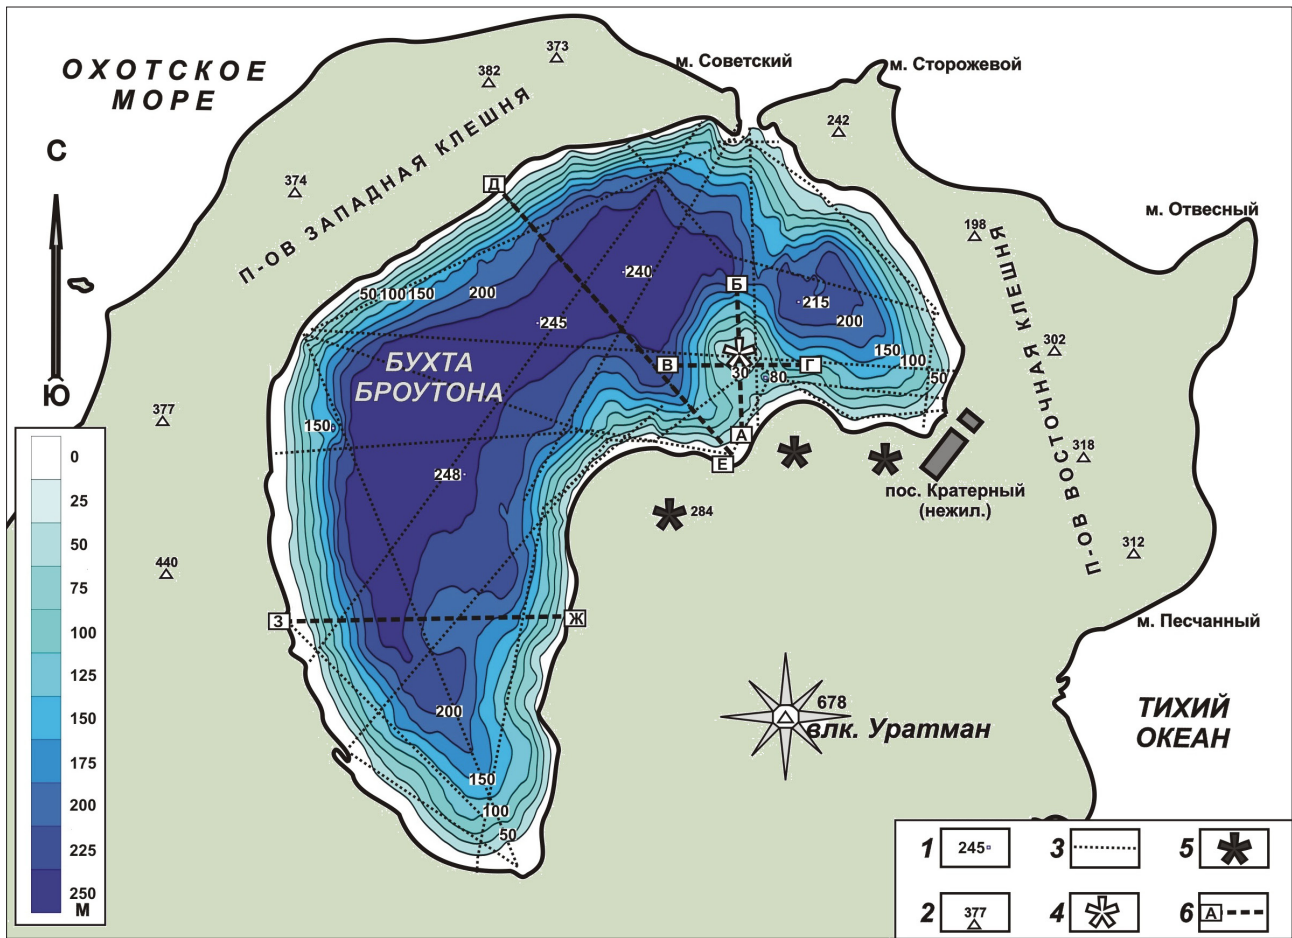 ОХОТСКОЕ
МОРЕ
373
382
м. Советский
м. Сторожевой
242
С
Ю
374
П-ОВ ЗАПАДНАЯ КЛЕШНЯ
Д
198
м. Отвесный
240
Б
50
100
150
200
245
215
200
П-ОВ ВОСТОЧНАЯ КЛЕШНЯ
302
БУХТА
БРОУТОНА
В
Г
150
100
50
30
80
377
150
А
Е
318
248
284
пос. Кратерный
(нежил.)
312
440
З
Ж
м. Песчанный
200
678
влк. Уратман
ТИХИЙ
ОКЕАН
150
100
50
0
25
50
75
100
125
150
175
200
225
250
М
1
245
3
5
2
377
4
6
А